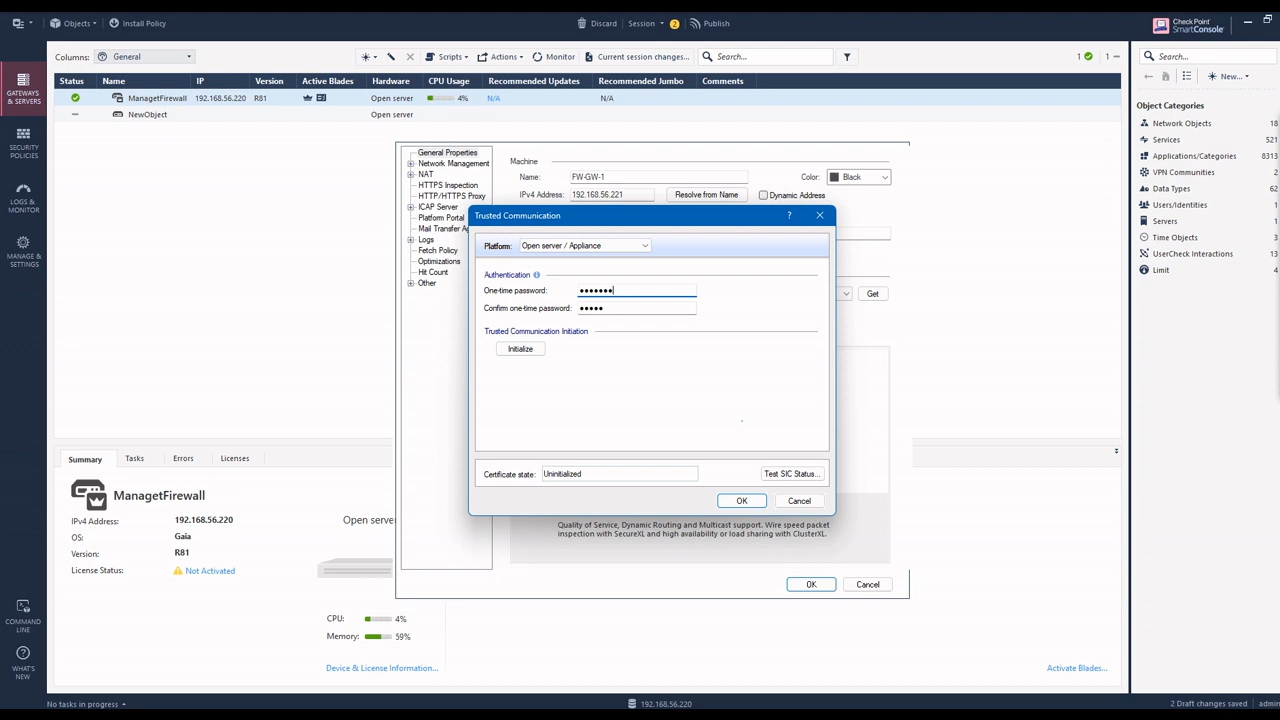 Objects
Install Policy
Discard
Session
2
Publish
Check Point
SmartConsole
GATEWAYS
& SERVERS
SECURITY
POLICIES
LOGS &
MONITOR
MANAGE &
SETTINGS
COMMAND
LINE
WHAT'S
NEW
Columns:
General
Scripts
Actions
Monitor
Current session changes...
Search...
1
1
Status Name IP Version Active Blades Hardware CPU Usage Recommended Updates Recommended Jumbo Comments
ManagetFirewall 192.168.56.220 R81 Open server 4% N/A N/A
NewObject Open server
General Properties
Network Management
NAT
HTTPS Inspection
HTTP/HTTPS Proxy
ICAP Server
Platform Portal
Mail Transfer Ag
Logs
Fetch Policy
Optimizations
Hit Count
Other
Machine
Name: FW-GW-1 Color: Black
IPv4 Address: 192.168.56.221 Resolve from Name Dynamic Address
Get
Trusted Communication ?
Platform: Open server / Appliance
Authentication
One-time password: •••••••
Confirm one-time password: •••••
Trusted Communication Initiation
Initialize
Certificate state: Uninitialized Test SIC Status...
OK Cancel
Quality of Service, Dynamic Routing and Multicast support. Wire speed packet
inspection with SecureXL and high availability or load sharing with ClusterXL.
OK Cancel
Summary Tasks Errors Licenses
ManagetFirewall
IPv4 Address: 192.168.56.220
OS: Gaia
Version: R81
License Status: Not Activated
Open serve
CPU: 4%
Memory: 59%
Device & License Information...
Activate Blades...
Search...
New...
Object Categories
Network Objects 18
Services 521
Applications/Categories 8313
VPN Communities 2
Data Types 62
Users/Identities 1
Servers 1
Time Objects 3
UserCheck Interactions 13
Limit 4
No tasks in progress
192.168.56.220
2 Draft changes saved
admin